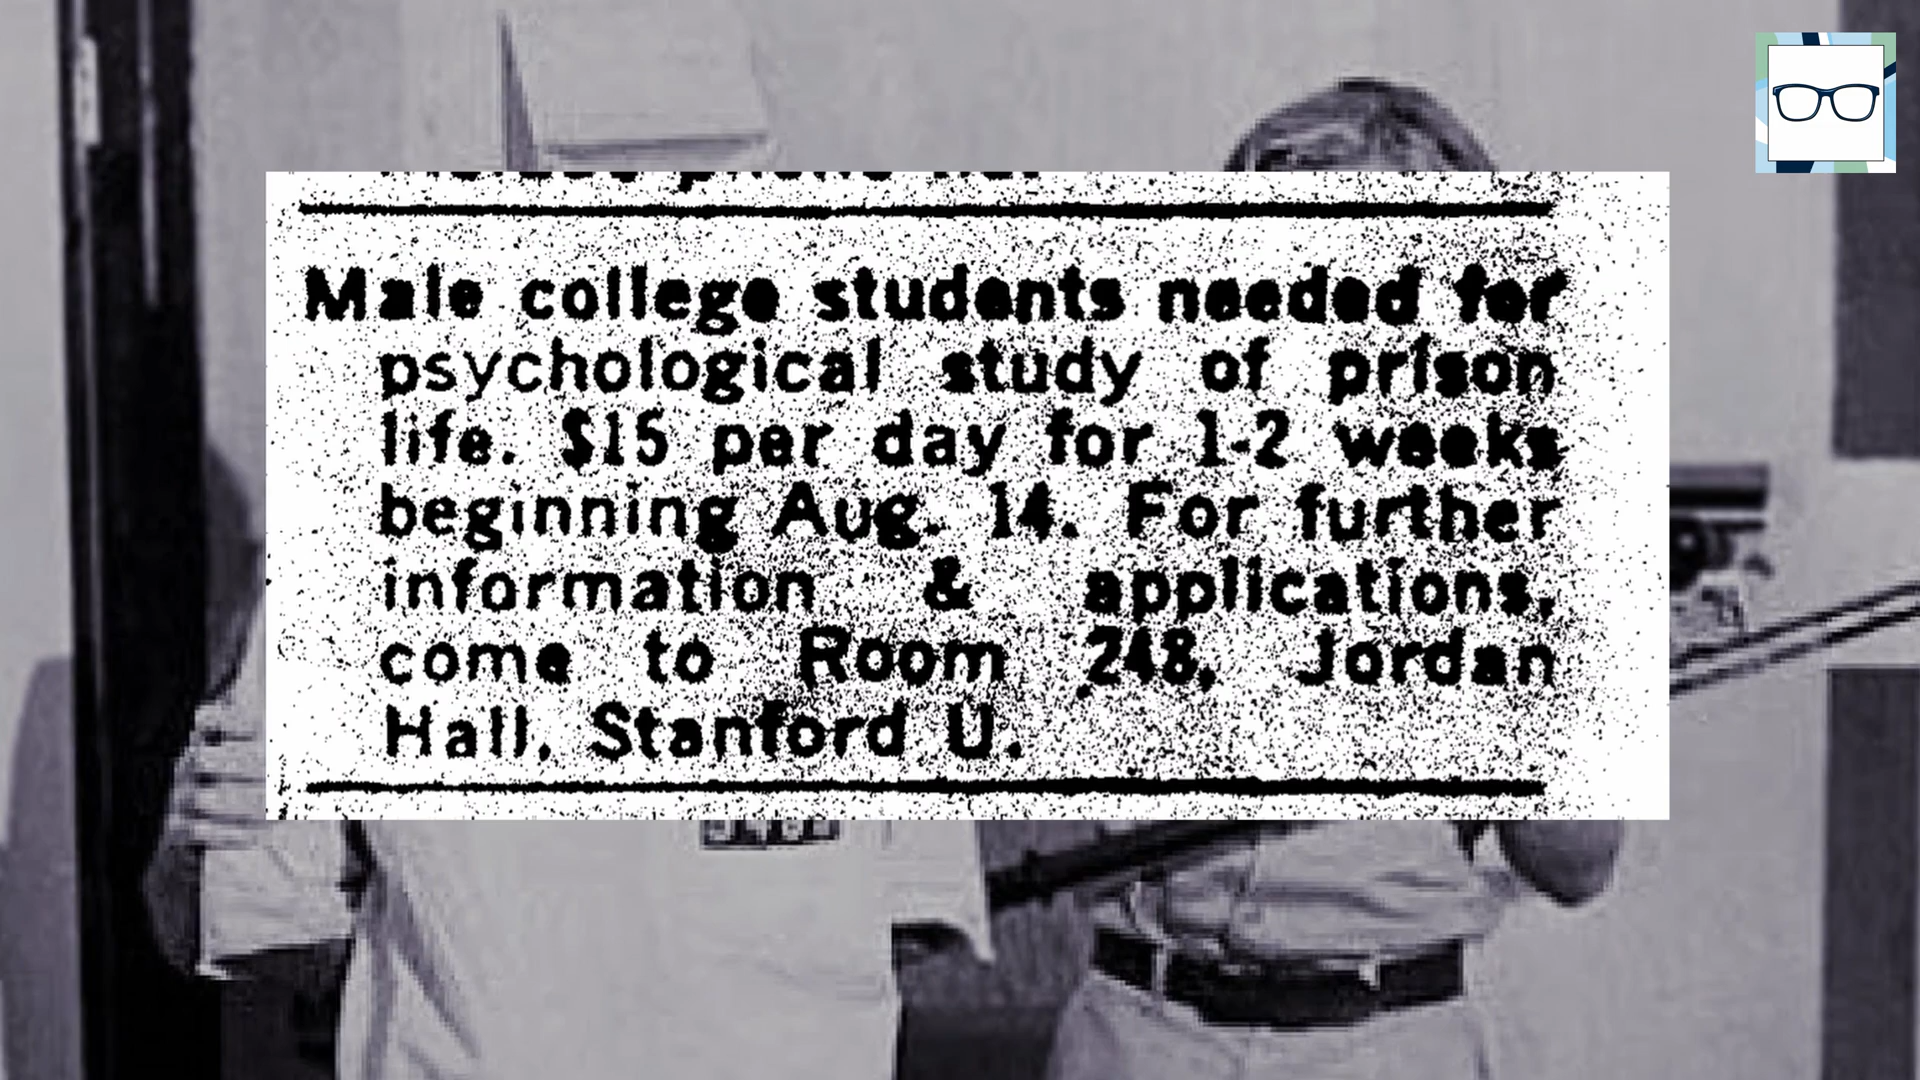 Male college students needed for
psychological study of prison
life. $15 per day for 1-2 weeks
beginning Aug. 14. For further
information & applications,
come to Room 248, Jordan
Hall, Stanford U.